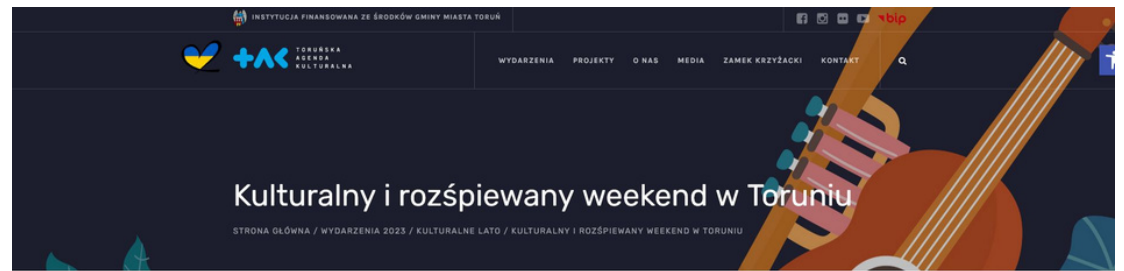 INSTYTUCJA FINANSOWANA ZE ŚRODKÓW GMINY MIASTA TORUŃ
bip
TORUŃSKA
AGENDA
KULTURALNA
WYDARZENIA PROJEKTY O NAS MEDIA ZAMEK KRZYŻACKI KONTAKT
Kulturalny i rozśpiewany weekend w Toruniu
STRONA GŁÓWNA / WYDARZENIA 2023 / KULTURALNE LATO / KULTURALNY I ROZŚPIEWANY WEEKEND W TORUNIU